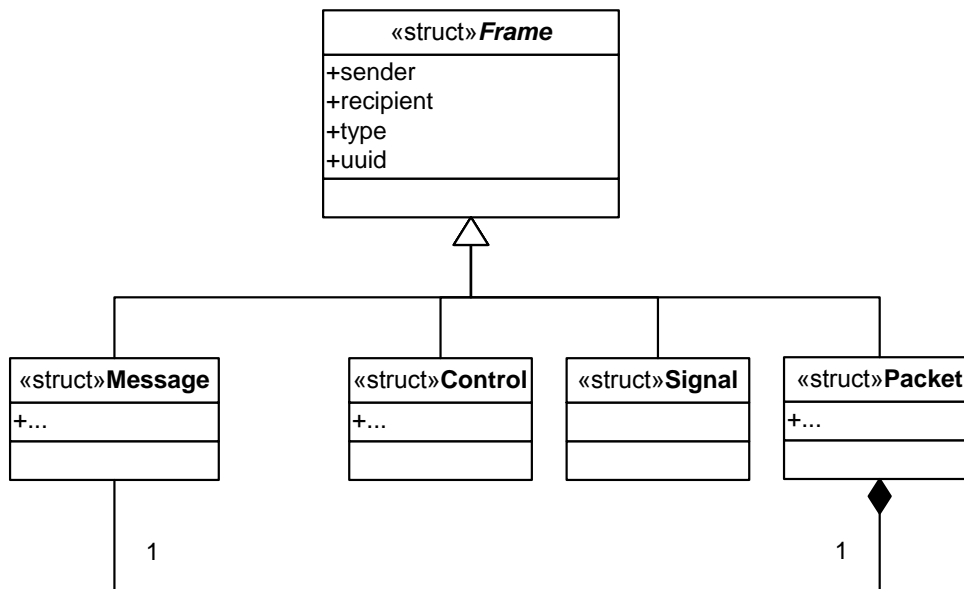 «struct»Frame
+sender
+recipient
+type
+uuid
«struct»Message
+...
«struct»Control
+...
«struct»Signal
«struct»Packet
+...
1
1